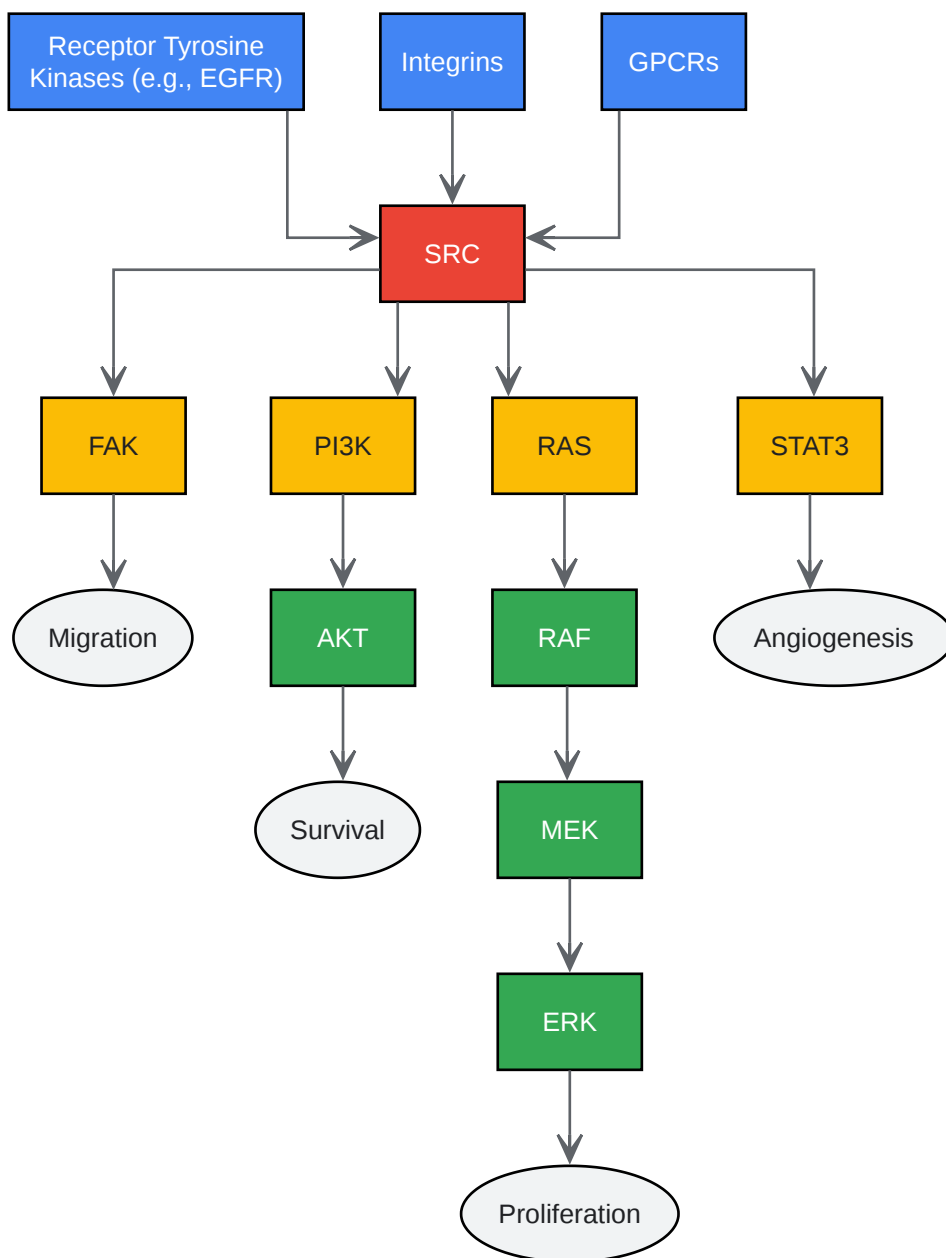 Receptor Tyrosine
Kinases (e.g., EGFR)
Integrins
GPCRs
SRC
FAK
PI3K
RAS
STAT3
Migration
AKT
RAF
Angiogenesis
Survival
MEK
ERK
Proliferation